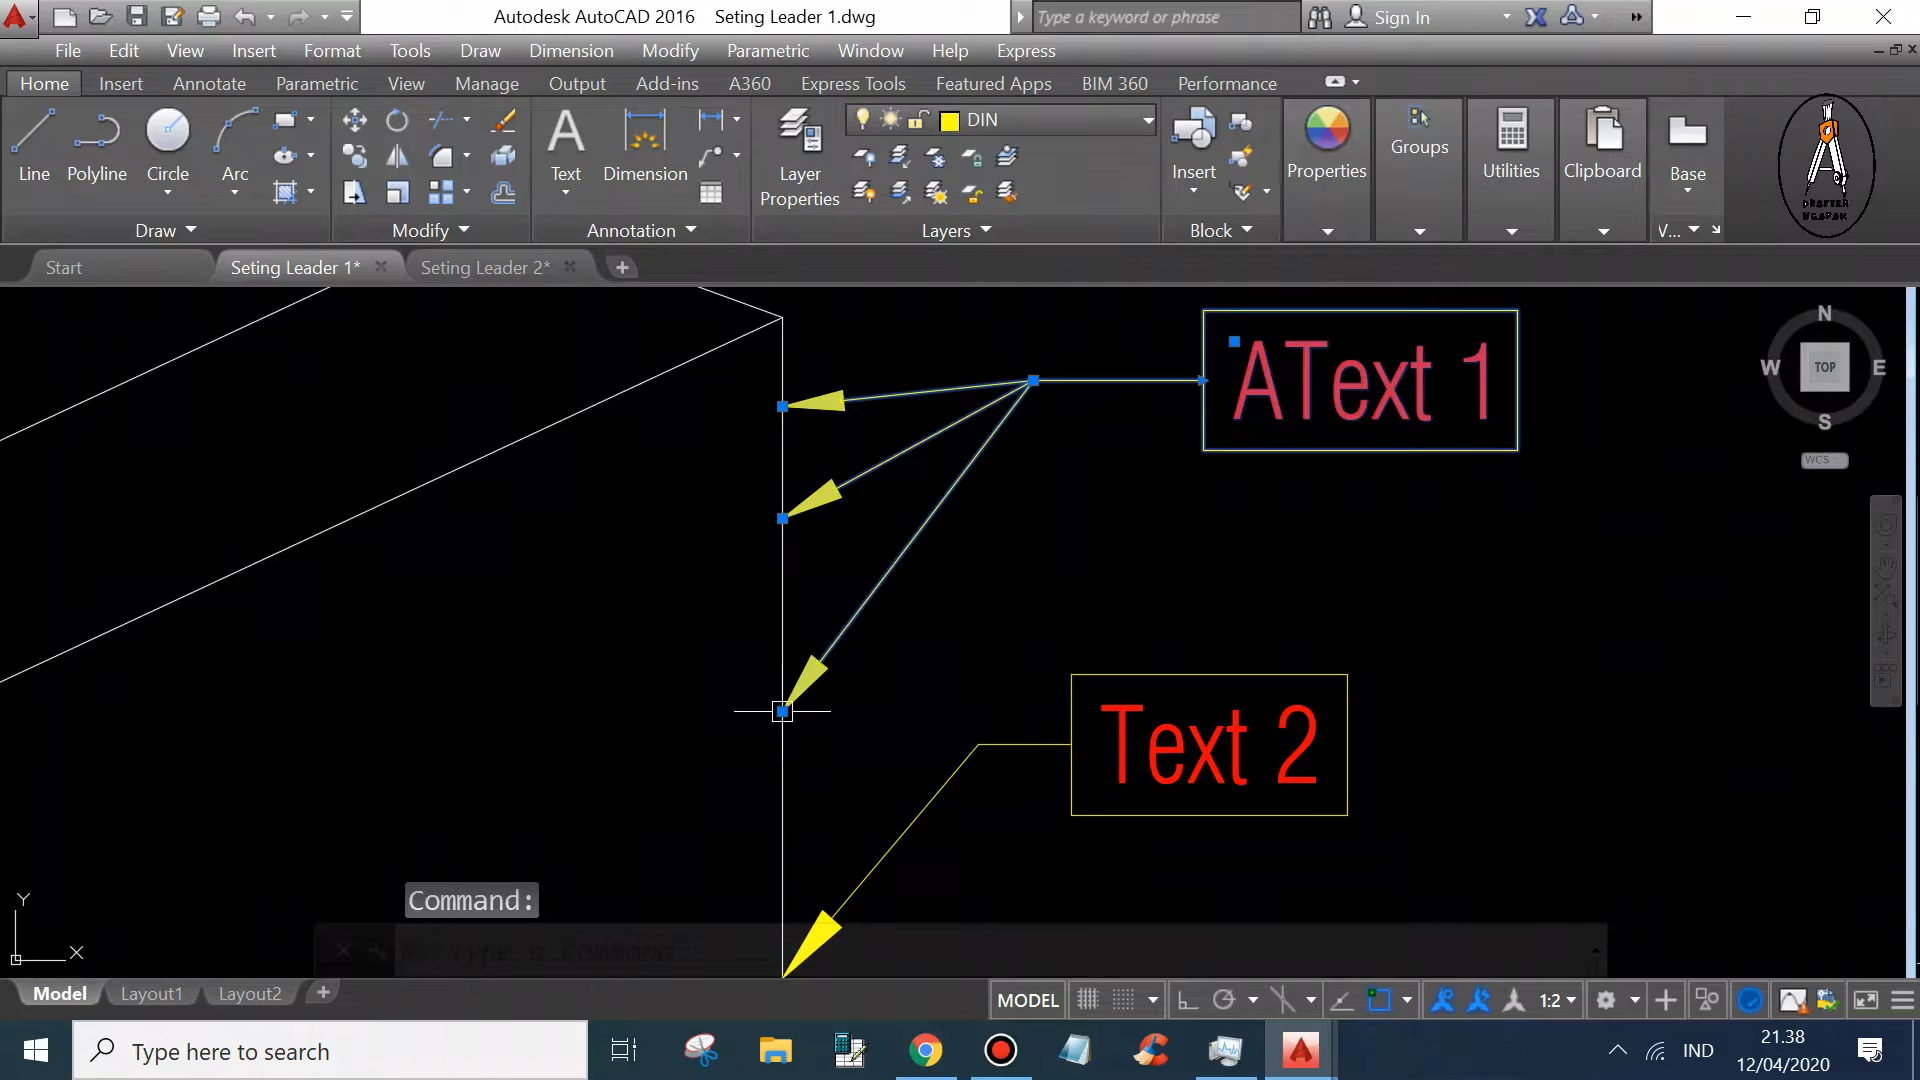 Autodesk AutoCAD 2016 Seting Leader 1.dwg
Type a keyword or phrase
Sign In
File Edit View Insert Format Tools Draw Dimension Modify Parametric Window Help Express
Home Insert Annotate Parametric View Manage Output Add-ins A360 Express Tools Featured Apps BIM 360 Performance
DIN
Line Polyline Circle Arc Text Dimension Layer Properties Insert Properties Groups Utilities Clipboard Base
DRAFTER
NGAPAK
Draw Modify Annotation Layers Block V...
Start Seting Leader 1* Seting Leader 2*
AText 1
N
W TOP E
S
WCS
Text 2
Command:
Type a command
Y
X
Model Layout1 Layout2
MODEL 1:2
Type here to search
IND
21.38
12/04/2020